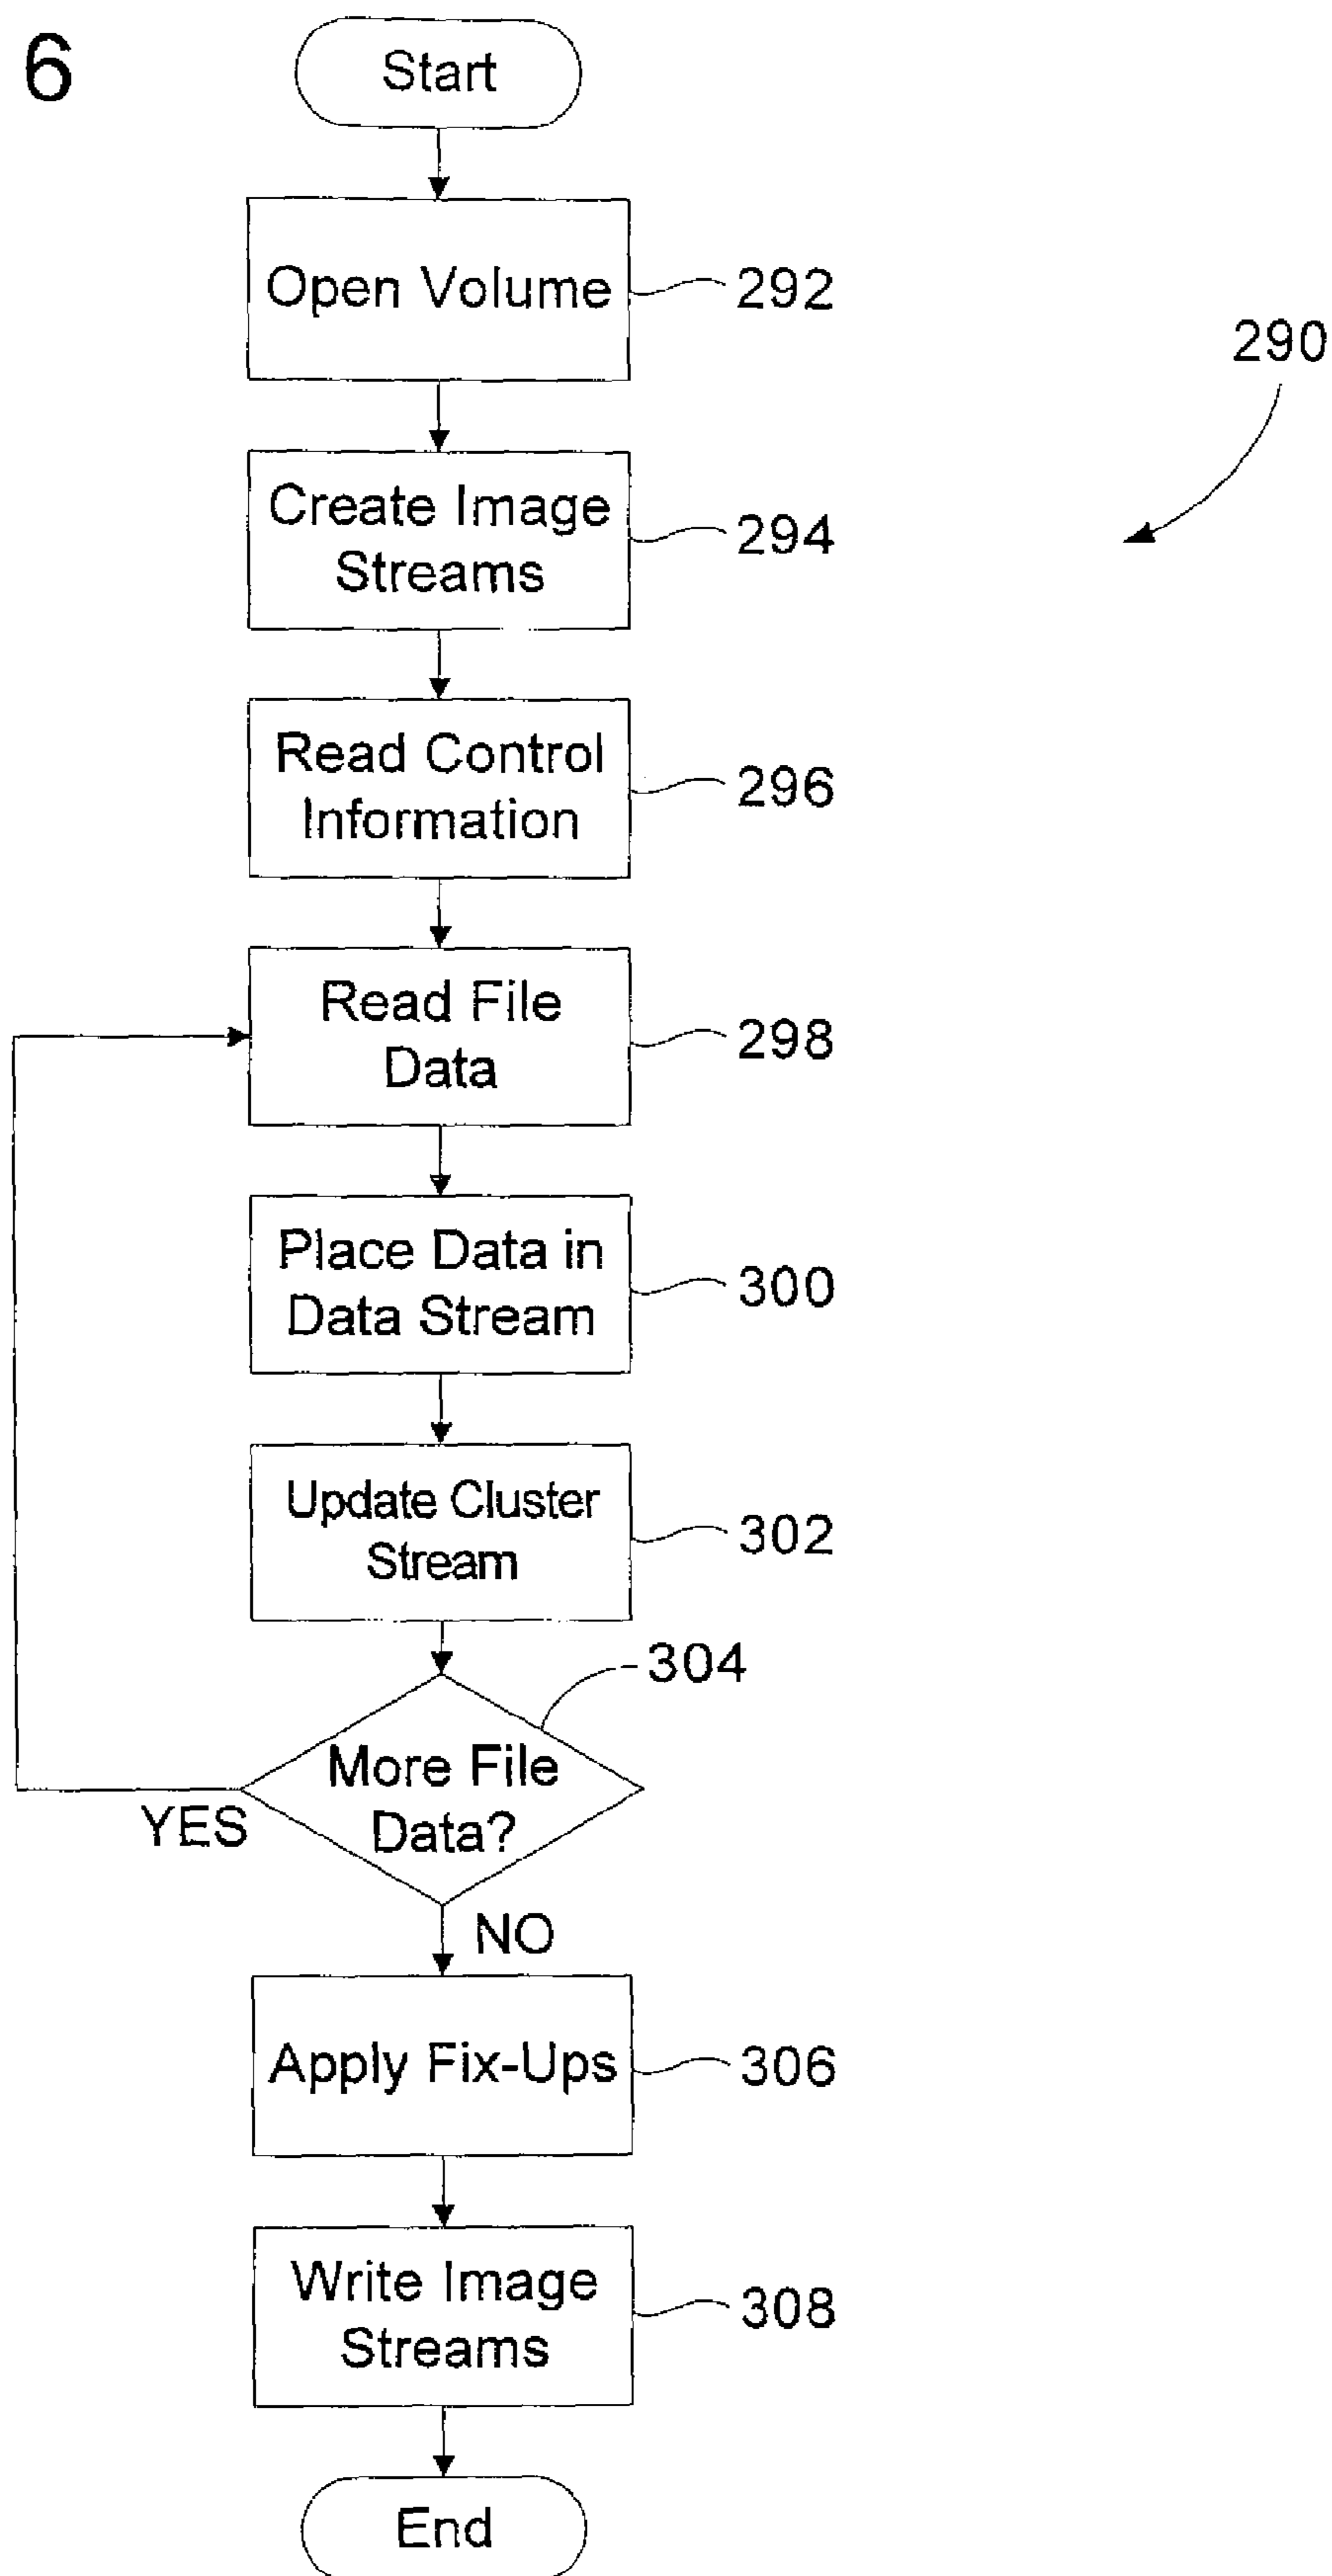 6
Start
Open Volume
292
290
Create Image
Streams
294
Read Control
Information
296
Read File
Data
298
Place Data in
Data Stream
300
Update Cluster
Stream
302
304
More File
Data?
YES
NO
Apply Fix-Ups
306
Write Image
Streams
308
End